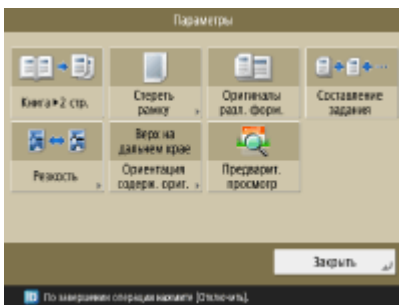 Параметры
Книга►2 стр.
Стереть рамку
Оригиналы разл. форм.
Составление задания
Резкость
Верх на дальнем крае
Ориентация содерж. ориг.
Предварит. просмотр
Закрыть
По завершении операции нажмите [Отключить].